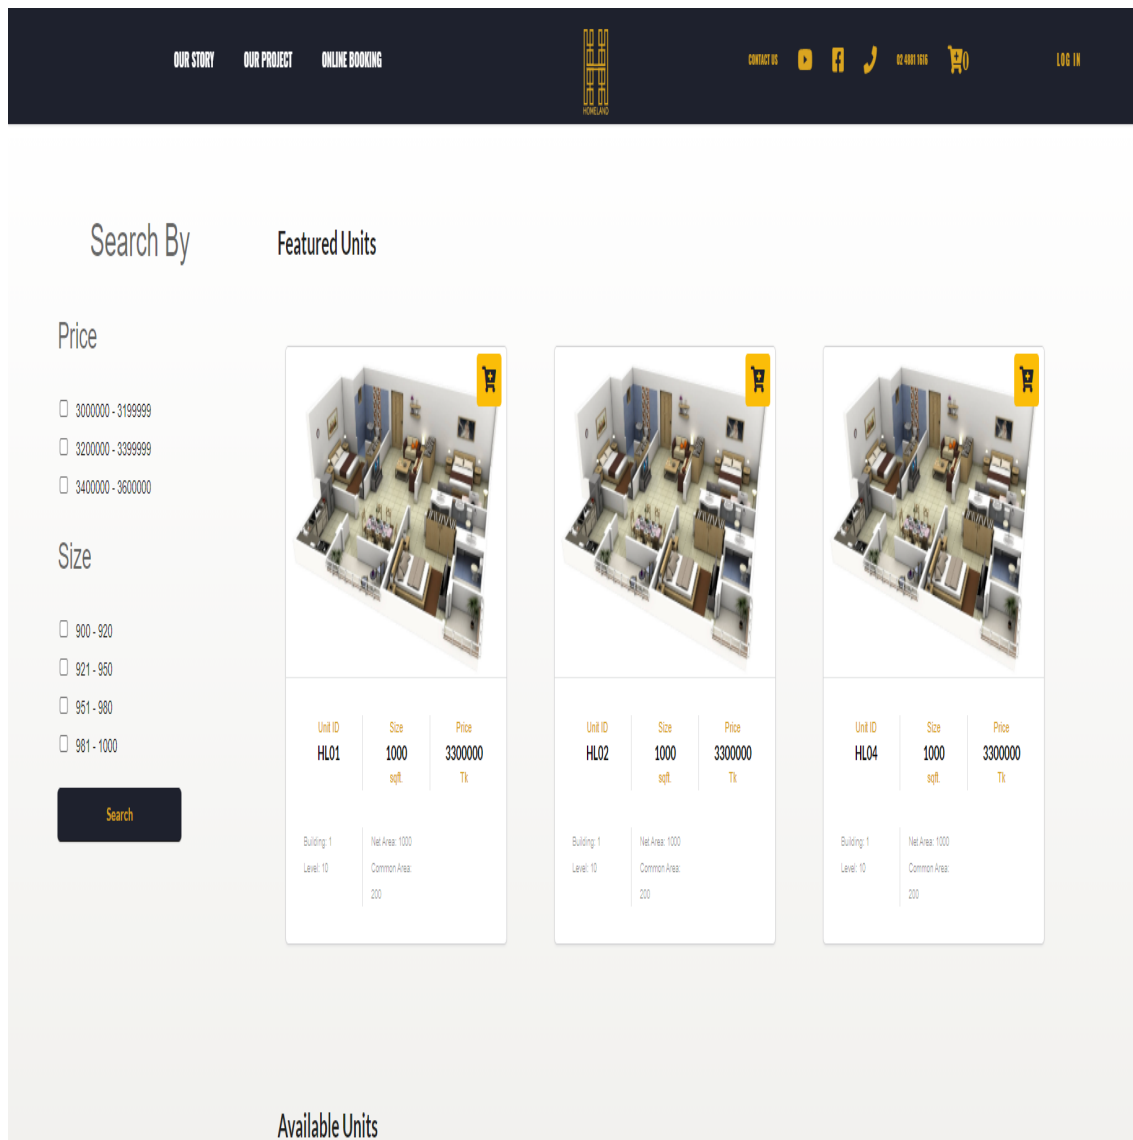 OUR STORY
OUR PROJECT
ONLINE BOOKING
HOMELAND
CONTACT US
02 4881 1616
0
LOG IN
Search By
Price
3000000 - 3199999
3200000 - 3399999
3400000 - 3600000
Size
900 - 920
921 - 950
951 - 980
981 - 1000
Search
Featured Units
Unit ID
HL01
Size
1000
sqft
Price
3300000
Tk
Building: 1
Level: 10
Net Area: 1000
Common Area:
200
Unit ID
HL02
Size
1000
sqft
Price
3300000
Tk
Building: 1
Level: 10
Net Area: 1000
Common Area:
200
Unit ID
HL04
Size
1000
sqft
Price
3300000
Tk
Building: 1
Level: 10
Net Area: 1000
Common Area:
200
Available Units